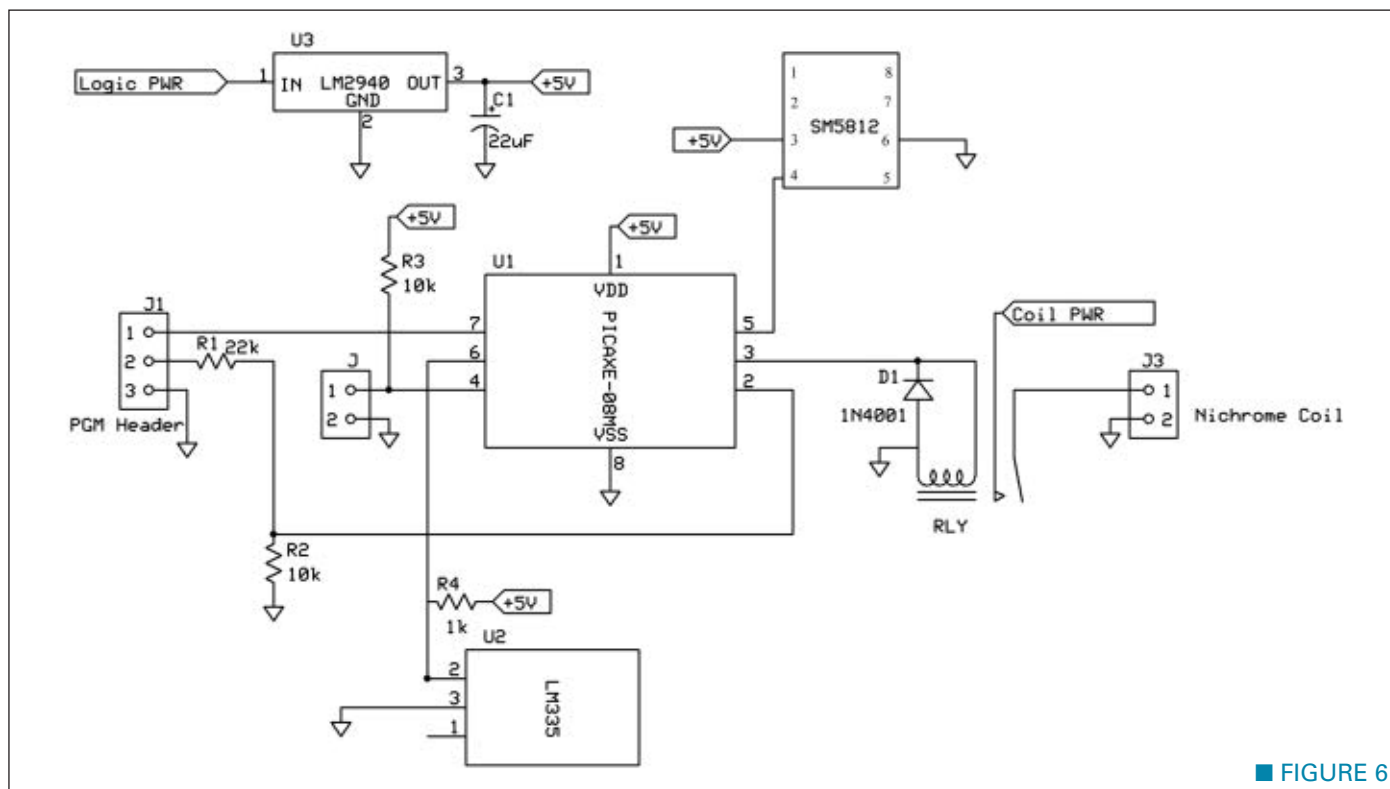 U3
Logic PWR
1 IN LM2940 OUT 3
GND
2
+5V
C1
+
22uF
1 8
2 7
SM5812
+5V
3 6
4 5
+5V
R3
10k
+5V
U1
1
VDD
PICAXE-08M
VSS
8
7
6
4
5
3
2
J1
1
2
3
PGM Header
R1 22k
J
1
2
Coil PWR
D1
1N4001
RLY
J3
1
2
Nichrome Coil
R2
10k
R4
1k
+5V
U2
2
3
1
LM335
■ FIGURE 6